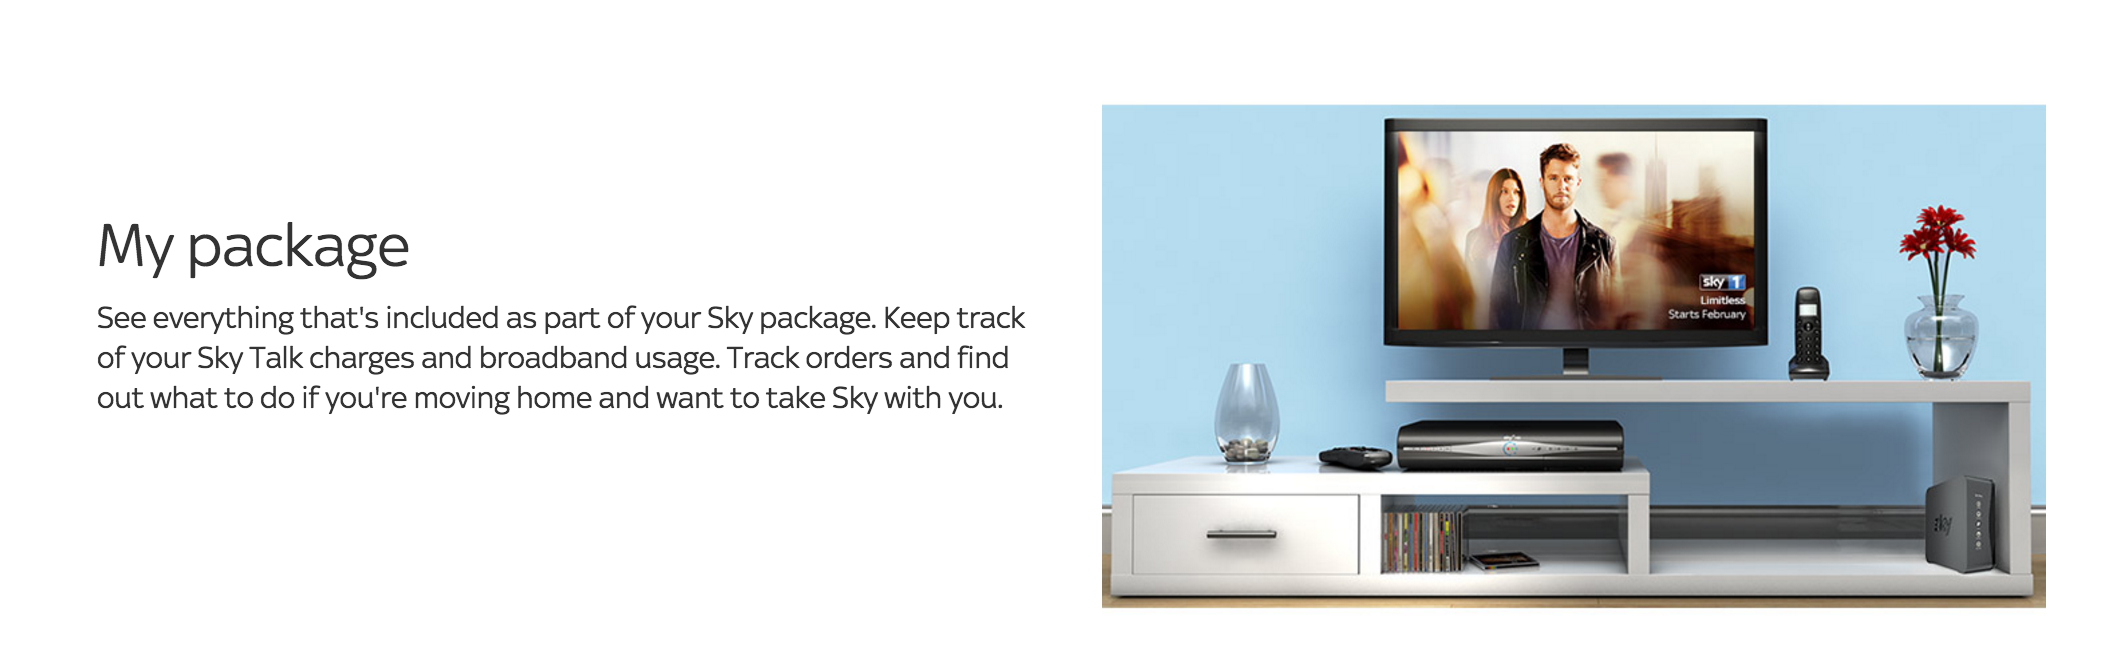 My package
See everything that's included as part of your Sky package. Keep track
of your Sky Talk charges and broadband usage. Track orders and find
out what to do if you're moving home and want to take Sky with you.
sky 1
Limitless
Starts February
sky